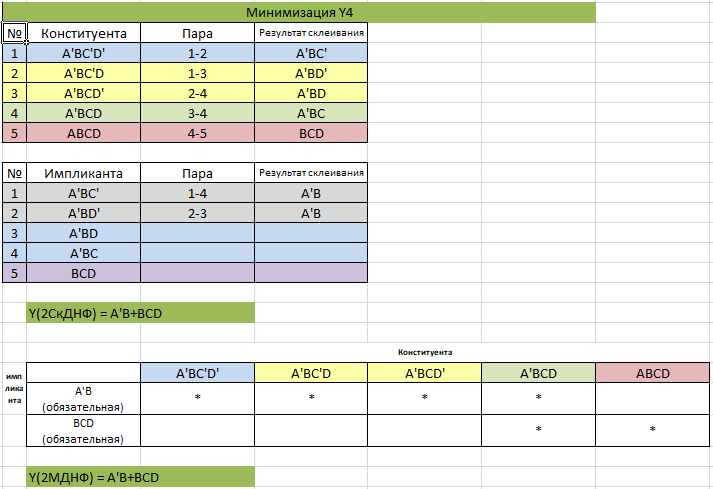 Минимизация Y4
№ Конституента Пара Результат склеивания
1 A'BC'D' 1-2 A'BC'
2 A'BC'D 1-3 A'BD'
3 A'BCD' 2-4 A'BD
4 A'BCD 3-4 A'BC
5 ABCD 4-5 BCD
№ Импликанта Пара Результат склеивания
1 A'BC' 1-4 A'B
2 A'BD' 2-3 A'B
3 A'BD
4 A'BC
5 BCD
Y(2СкДНФ) = A'B+BCD
Конституента
имп
лика
нта
A'BC'D' A'BC'D A'BCD' A'BCD ABCD
A'B
(обязательная) * * * *
BCD
(обязательная) * *
Y(2МДНФ) = A'B+BCD